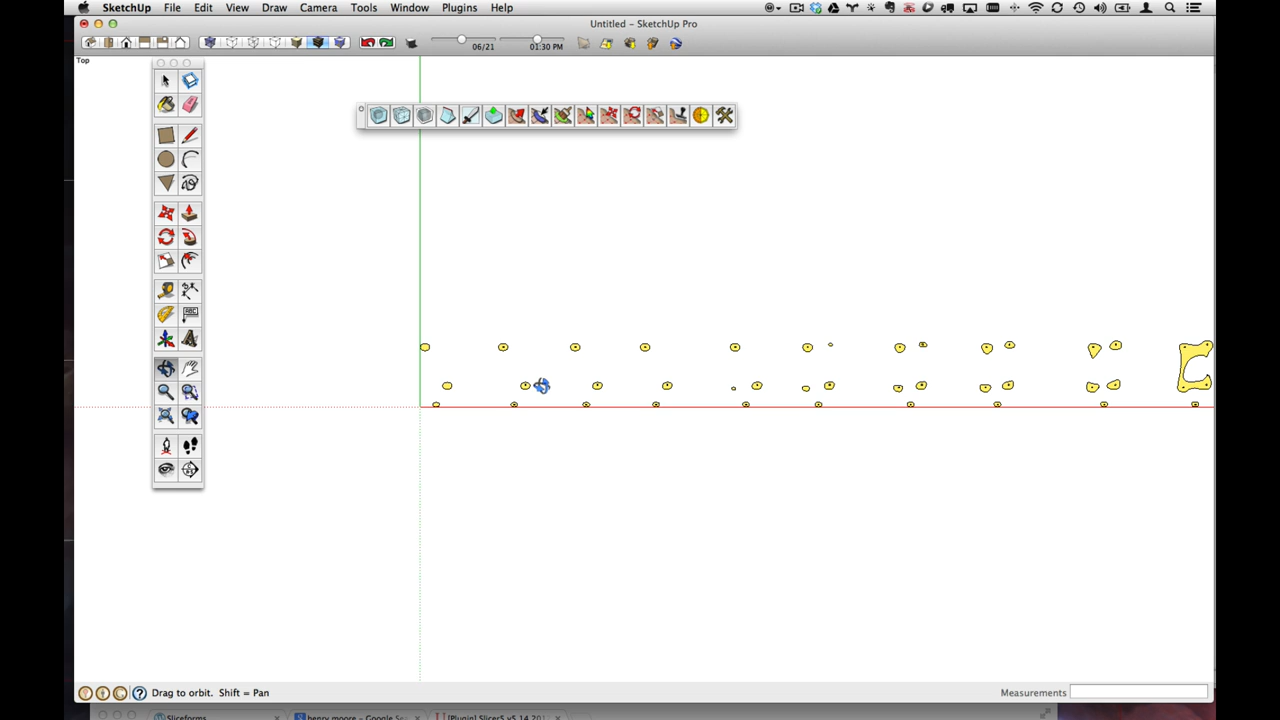 SketchUp File Edit View Draw Camera Tools Window Plugins Help
Untitled – SketchUp Pro
06/21 01:30 PM
Top
ABC
Drag to orbit. Shift = Pan
Measurements
Sliceforms henry moore – Google Se [Plugin] Slicer5 v5.14 201